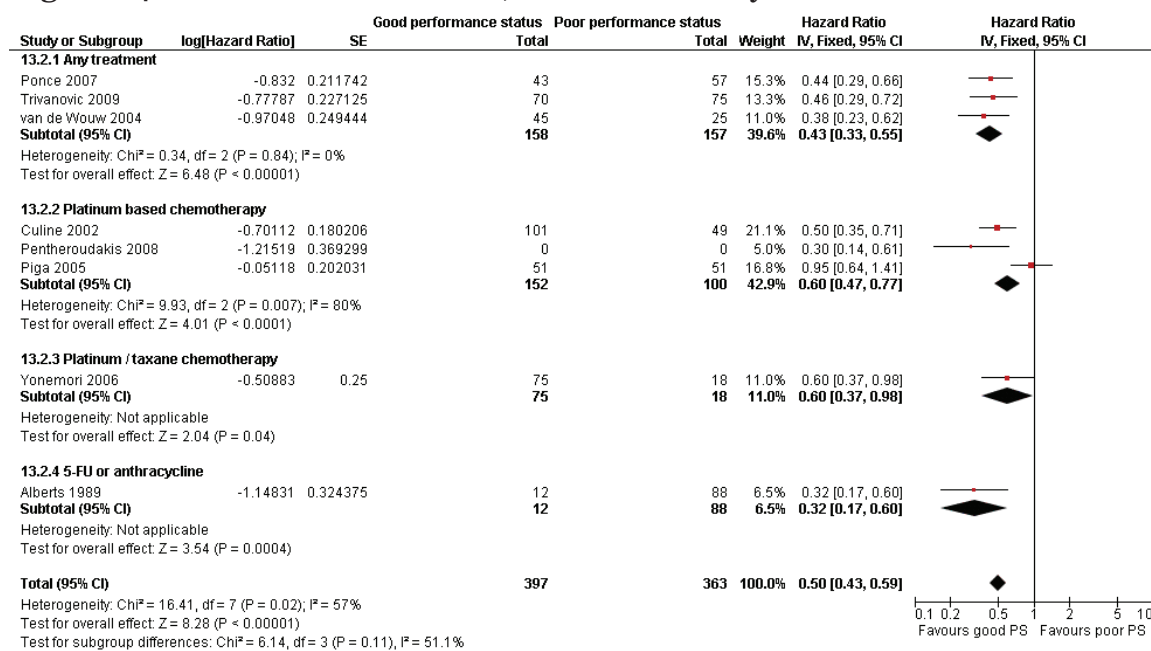 Good performance status Poor performance status Hazard Ratio Hazard Ratio
Study or Subgroup log[Hazard Ratio] SE Total Total Weight IV, Fixed, 95% CI IV, Fixed, 95% CI
13.2.1 Any treatment
Ponce 2007 -0.832 0.211742 43 57 15.3% 0.44 [0.29, 0.66]
Trivanovic 2009 -0.77787 0.227125 70 75 13.3% 0.46 [0.29, 0.72]
van de Wouw 2004 -0.97048 0.249444 45 25 11.0% 0.38 [0.23, 0.62]
Subtotal (95% CI) 158 157 39.6% 0.43 [0.33, 0.55]
Heterogeneity: Chi² = 0.34, df = 2 (P = 0.84); I² = 0%
Test for overall effect: Z = 6.48 (P < 0.00001)
13.2.2 Platinum based chemotherapy
Culine 2002 -0.70112 0.180206 101 49 21.1% 0.50 [0.35, 0.71]
Pentheroudakis 2008 -1.21519 0.369299 0 0 5.0% 0.30 [0.14, 0.61]
Piga 2005 -0.05118 0.202031 51 51 16.8% 0.95 [0.64, 1.41]
Subtotal (95% CI) 152 100 42.9% 0.60 [0.47, 0.77]
Heterogeneity: Chi² = 9.93, df = 2 (P = 0.007); I² = 80%
Test for overall effect: Z = 4.01 (P < 0.0001)
13.2.3 Platinum / taxane chemotherapy
Yonemori 2006 -0.50883 0.25 75 18 11.0% 0.60 [0.37, 0.98]
Subtotal (95% CI) 75 18 11.0% 0.60 [0.37, 0.98]
Heterogeneity: Not applicable
Test for overall effect: Z = 2.04 (P = 0.04)
13.2.4 5-FU or anthracycline
Alberts 1989 -1.14831 0.324375 12 88 6.5% 0.32 [0.17, 0.60]
Subtotal (95% CI) 12 88 6.5% 0.32 [0.17, 0.60]
Heterogeneity: Not applicable
Test for overall effect: Z = 3.54 (P = 0.0004)
Total (95% CI) 397 363 100.0% 0.50 [0.43, 0.59]
Heterogeneity: Chi² = 16.41, df = 7 (P = 0.02); I² = 57%
Test for overall effect: Z = 8.28 (P < 0.00001)
Test for subgroup differences: Chi² = 6.14, df = 3 (P = 0.11), I² = 51.1%
0.1 0.2 0.5 1 2 5 10
Favours good PS Favours poor PS